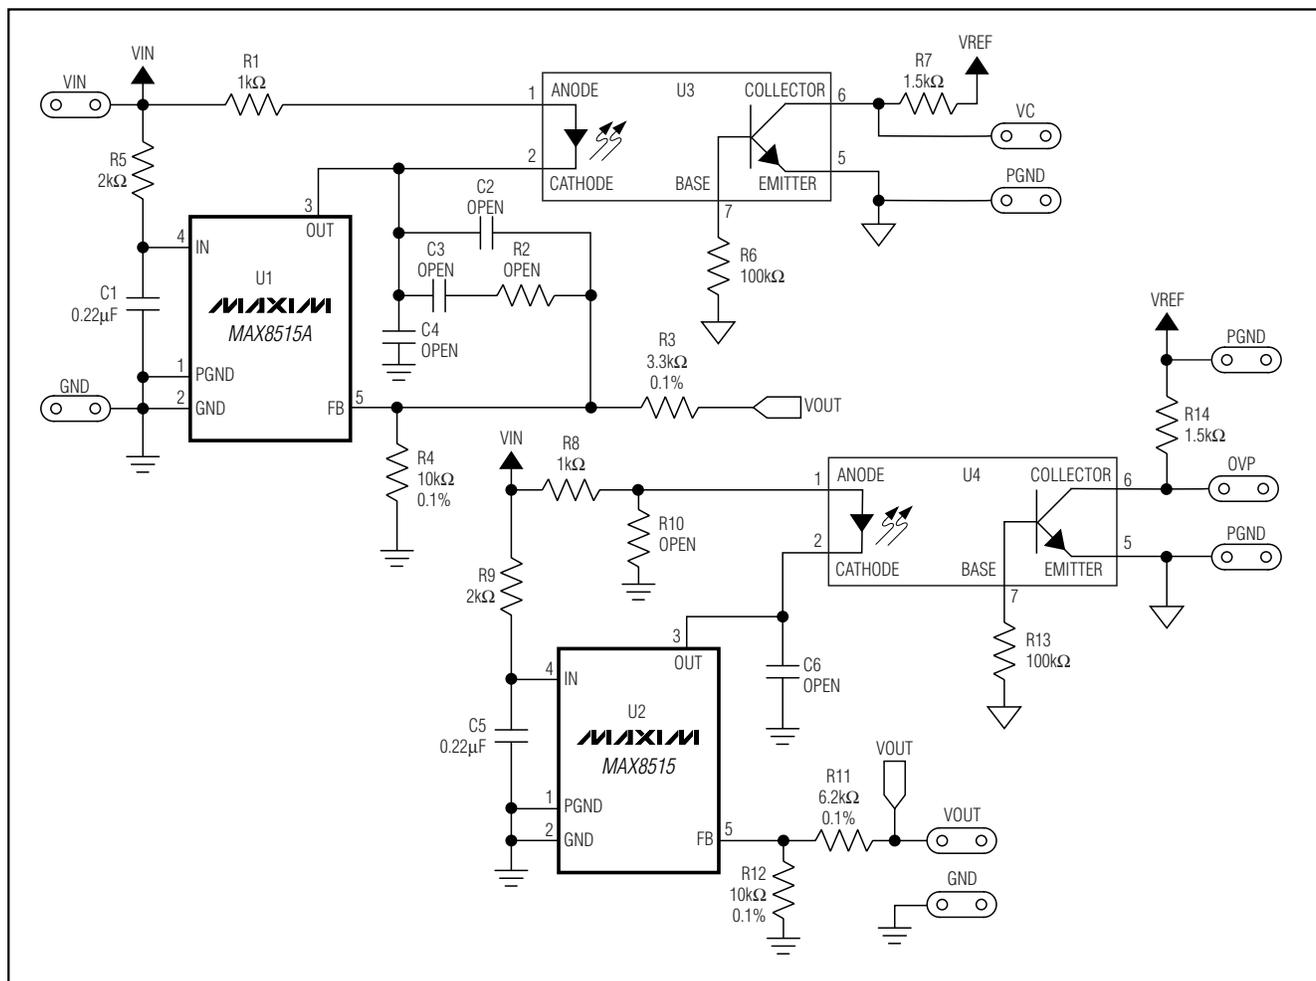 VIN
VIN
R1
1kΩ
R5
2kΩ
3
OUT
4
IN
U1
MAXIM
MAX8515A
C1
0.22µF
1
PGND
2
GND
GND
FB
5
C2
OPEN
C3
OPEN
R2
OPEN
C4
OPEN
R3
3.3kΩ
0.1%
VOUT
R4
10kΩ
0.1%
1
ANODE
U3
COLLECTOR
6
2
CATHODE
BASE
EMITTER
5
7
R6
100kΩ
R7
1.5kΩ
VREF
VC
PGND
VIN
R8
1kΩ
R10
OPEN
R9
2kΩ
1
ANODE
U4
COLLECTOR
6
2
CATHODE
BASE
EMITTER
5
7
R13
100kΩ
VREF
PGND
R14
1.5kΩ
OVP
PGND
3
OUT
4
IN
U2
MAXIM
MAX8515
C5
0.22µF
1
PGND
2
GND
FB
5
C6
OPEN
R11
6.2kΩ
0.1%
VOUT
VOUT
R12
10kΩ
0.1%
GND